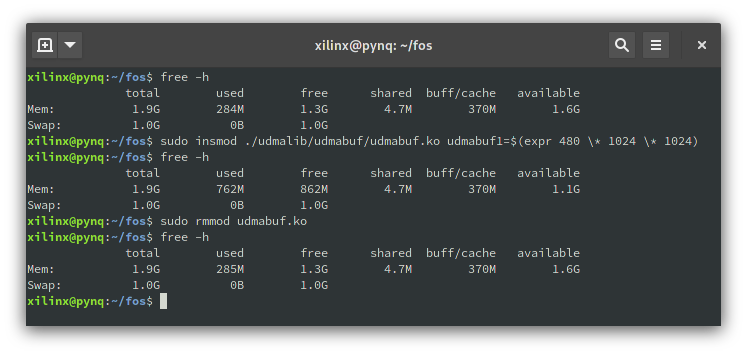 xilinx@pynq: ~/fos
xilinx@pynq:~/fos$ free -h
total used free shared buff/cache available
Mem: 1.9G 284M 1.3G 4.7M 370M 1.6G
Swap: 1.0G 0B 1.0G
xilinx@pynq:~/fos$ sudo insmod ./udmalib/udmabuf/udmabuf.ko udmabuf1=$(expr 480 \* 1024 \* 1024)
xilinx@pynq:~/fos$ free -h
total used free shared buff/cache available
Mem: 1.9G 762M 862M 4.7M 370M 1.1G
Swap: 1.0G 0B 1.0G
xilinx@pynq:~/fos$ sudo rmmod udmabuf.ko
xilinx@pynq:~/fos$ free -h
total used free shared buff/cache available
Mem: 1.9G 285M 1.3G 4.7M 370M 1.6G
Swap: 1.0G 0B 1.0G
xilinx@pynq:~/fos$